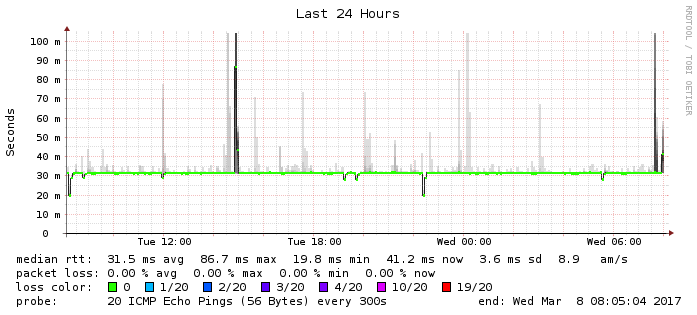 Last 24 Hours
RRDTOOL / TOBI OETIKER
Seconds
100 m
90 m
80 m
70 m
60 m
50 m
40 m
30 m
20 m
10 m
0
Tue 12:00 Tue 18:00 Wed 00:00 Wed 06:00
median rtt: 31.5 ms avg 86.7 ms max 19.8 ms min 41.2 ms now 3.6 ms sd 8.9 am/s
packet loss: 0.00 % avg 0.00 % max 0.00 % min 0.00 % now
loss color: 0 1/20 2/20 3/20 4/20 10/20 19/20
probe: 20 ICMP Echo Pings (56 Bytes) every 300s end: Wed Mar 8 08:05:04 2017